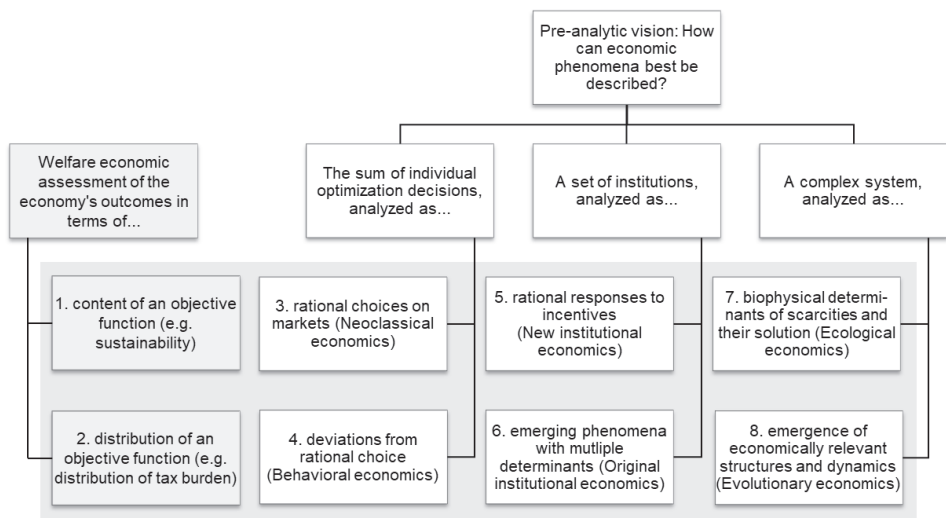 Pre-analytic vision: How
can economic
phenomena best be
described?
Welfare economic
assessment of the
economy's outcomes in
terms of...
The sum of individual
optimization decisions,
analyzed as...
A set of institutions,
analyzed as...
A complex system,
analyzed as...
1. content of an objective
function (e.g.
sustainability)
3. rational choices on
markets (Neoclassical
economics)
5. rational responses to
incentives
(New institutional
economics)
7. biophysical determi-
nants of scarcities and
their solution (Ecological
economics)
2. distribution of an
objective function (e.g.
distribution of tax burden)
4. deviations from
rational choice
(Behavioral economics)
6. emerging phenomena
with mutliple
determinants (Original
institutional economics)
8. emergence of
economically relevant
structures and dynamics
(Evolutionary economics)